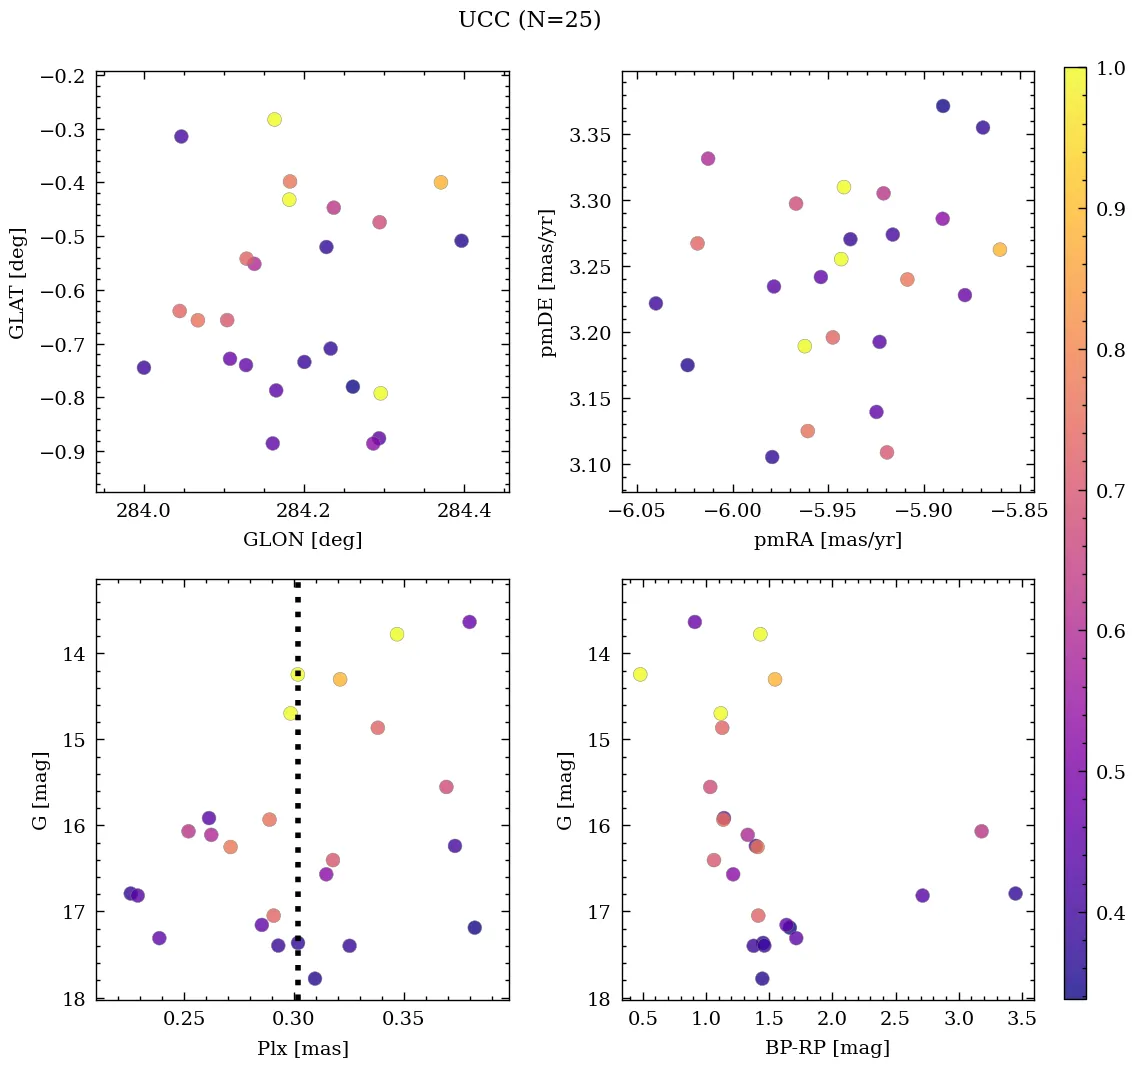 UCC (N=25)
−0.2
−0.3
−0.4
−0.5
−0.6
−0.7
−0.8
−0.9
GLAT [deg]
284.0 284.2 284.4
GLON [deg]
3.35
3.30
3.25
3.20
3.15
3.10
pmDE [mas/yr]
−6.05 −6.00 −5.95 −5.90 −5.85
pmRA [mas/yr]
14
15
16
17
18
G [mag]
0.25 0.30 0.35
Plx [mas]
14
15
16
17
18
G [mag]
0.5 1.0 1.5 2.0 2.5 3.0 3.5
BP-RP [mag]
1.0
0.9
0.8
0.7
0.6
0.5
0.4